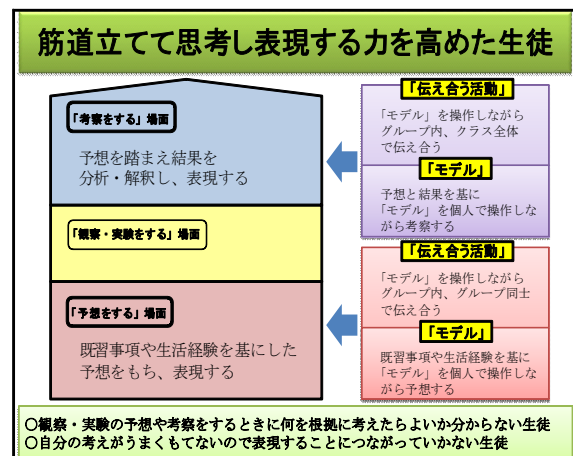 筋道立てて思考し表現する力を高めた生徒
「考察をする」場面
予想を踏まえ結果を
分析・解釈し、表現する
「観察・実験をする」場面
「予想をする」場面
既習事項や生活経験を基にした
予想をもち、表現する
「伝え合う活動」
「モデル」を操作しながら
グループ内、クラス全体
で伝え合う
「モデル」
予想と結果を基に
「モデル」を個人で操作しな
がら考察する
「伝え合う活動」
「モデル」を操作しながら
グループ内、グループ同士
で伝え合う
「モデル」
既習事項や生活経験を基に
「モデル」を個人で操作しな
がら予想する
○観察・実験の予想や考察をするときに何を根拠に考えたらよいか分からない生徒
○自分の考えがうまくもてないので表現することにつながっていかない生徒